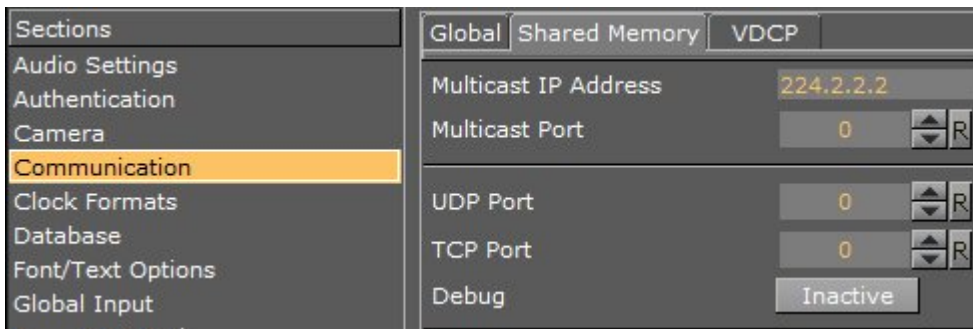 Sections
Audio Settings
Authentication
Camera
Communication
Clock Formats
Database
Font/Text Options
Global Input
Global Shared Memory VDCP
Multicast IP Address 224.2.2.2
Multicast Port 0 R
UDP Port 0 R
TCP Port 0 R
Debug Inactive